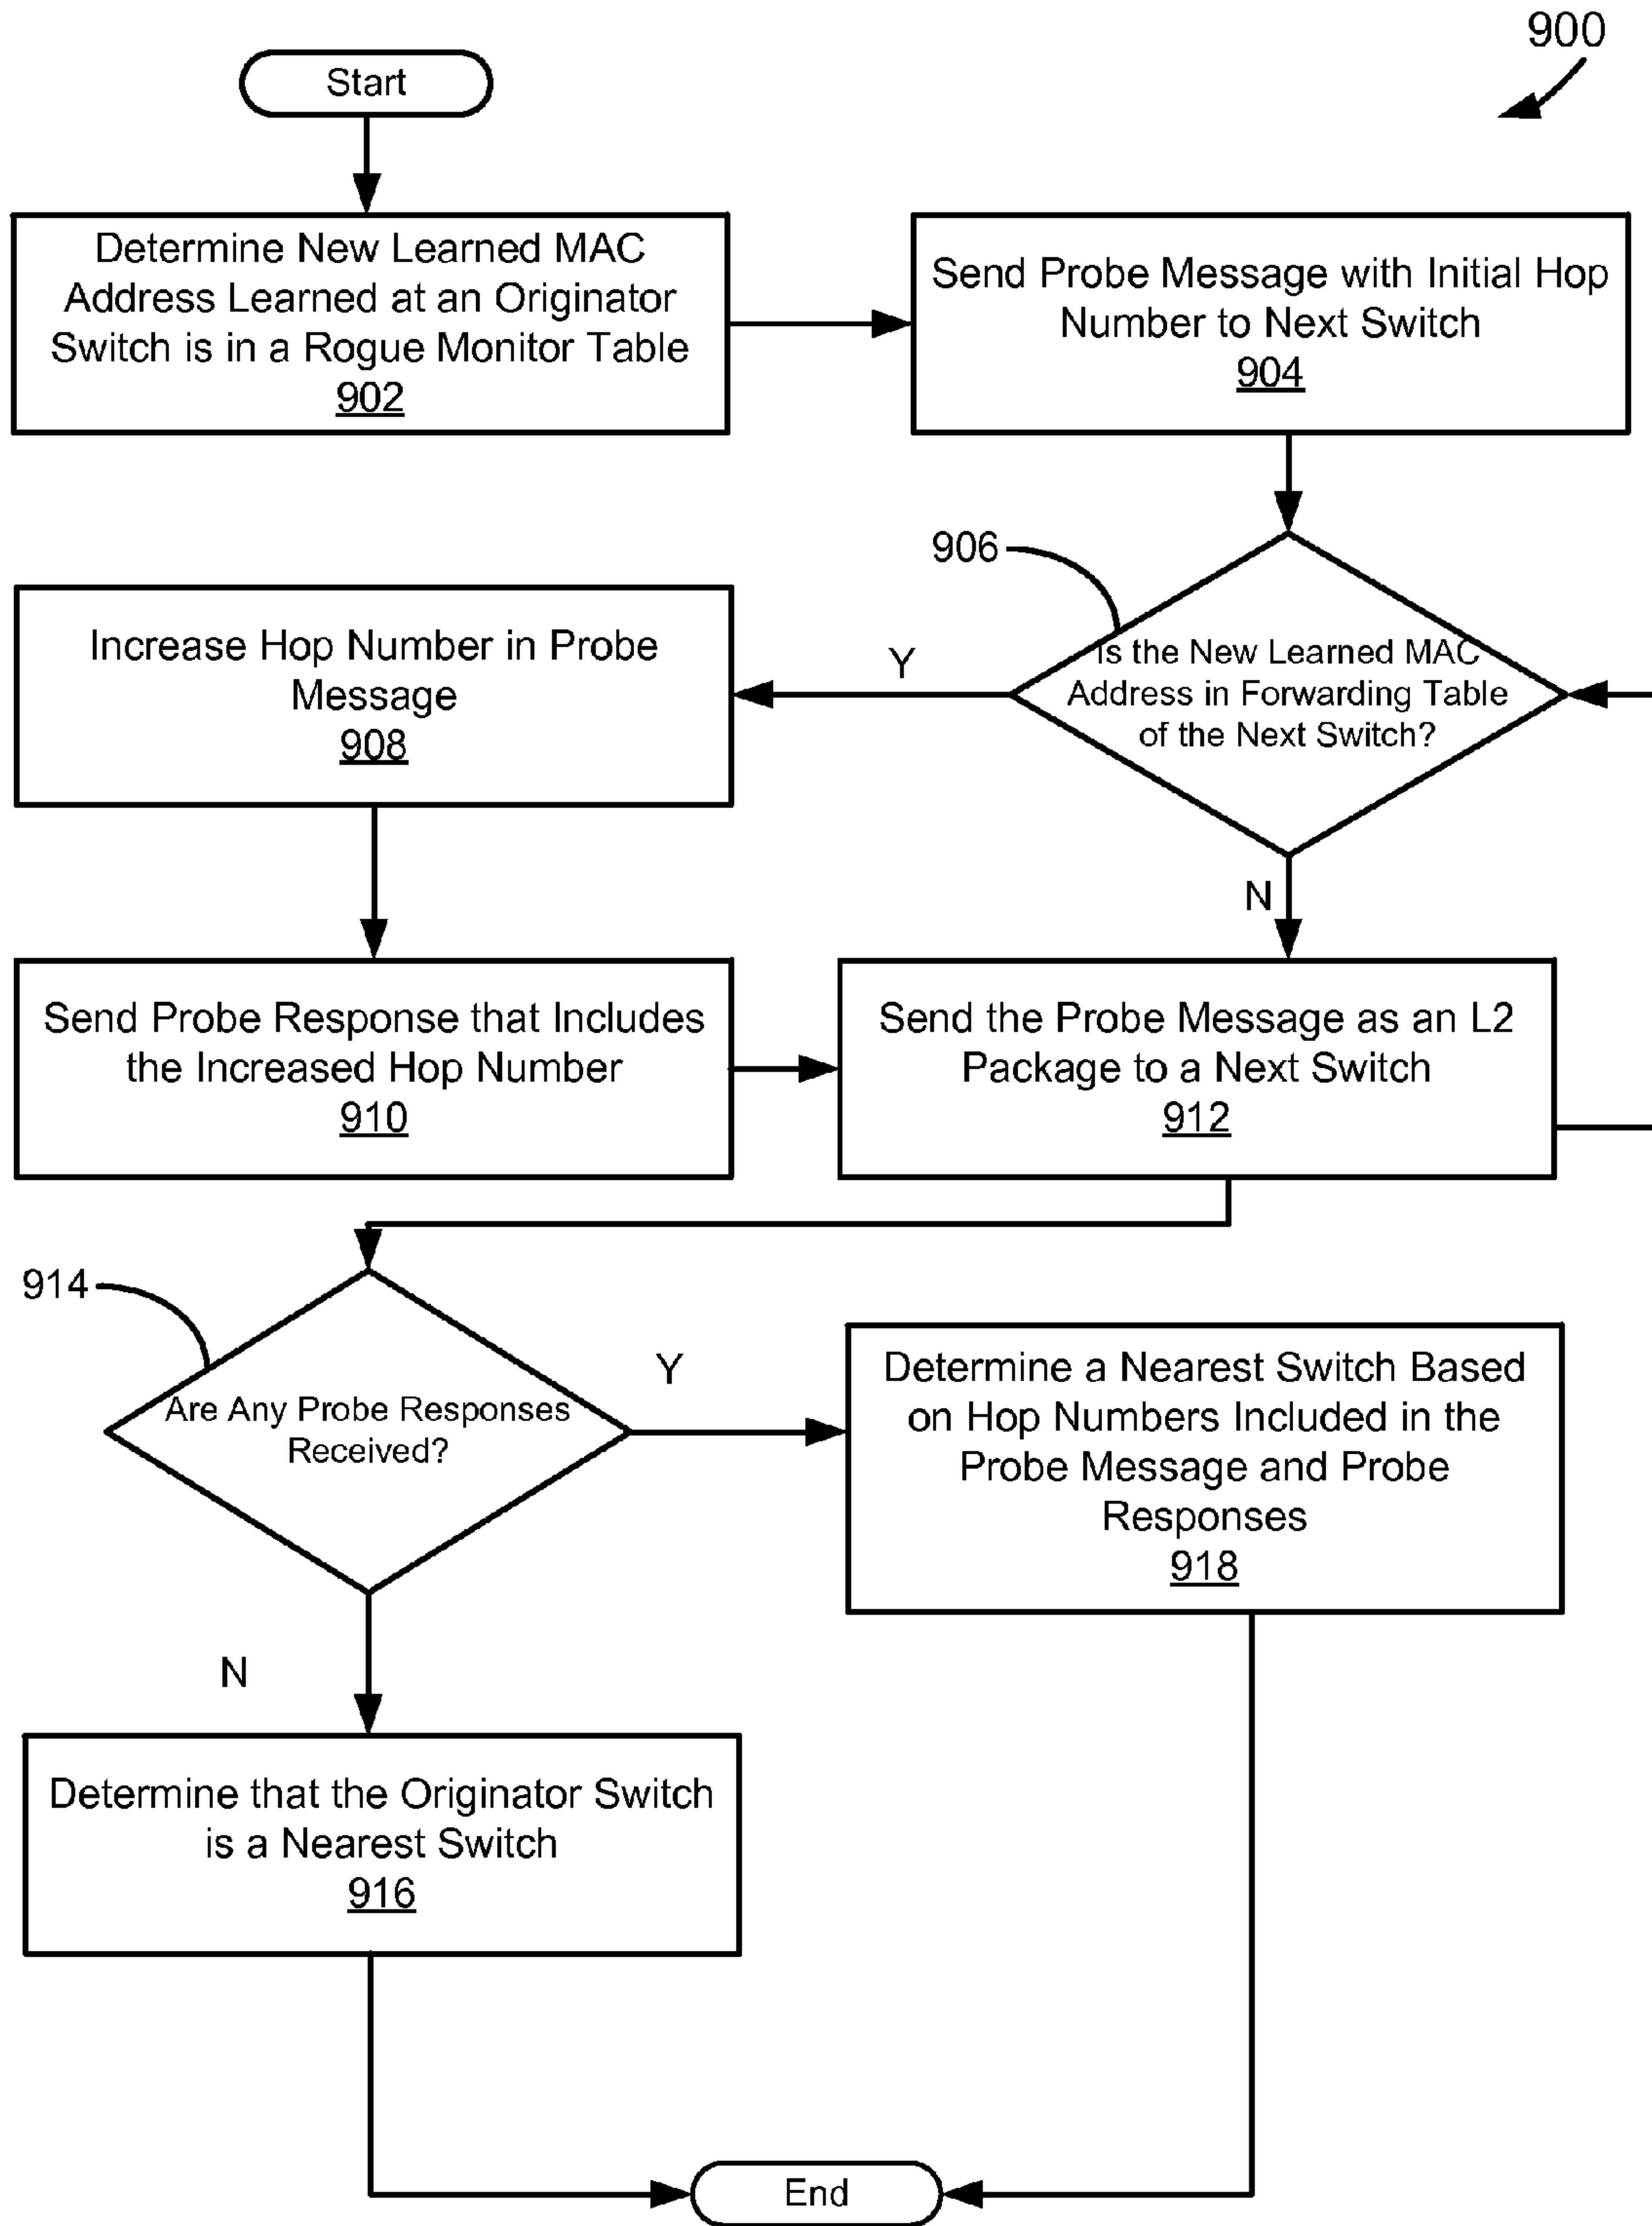 900
Start
Determine New Learned MAC
Address Learned at an Originator
Switch is in a Rogue Monitor Table
902
Send Probe Message with Initial Hop
Number to Next Switch
904
906
Is the New Learned MAC
Address in Forwarding Table
of the Next Switch?
Y
N
Increase Hop Number in Probe
Message
908
Send Probe Response that Includes
the Increased Hop Number
910
Send the Probe Message as an L2
Package to a Next Switch
912
914
Are Any Probe Responses
Received?
Y
N
Determine a Nearest Switch Based
on Hop Numbers Included in the
Probe Message and Probe
Responses
918
Determine that the Originator Switch
is a Nearest Switch
916
End